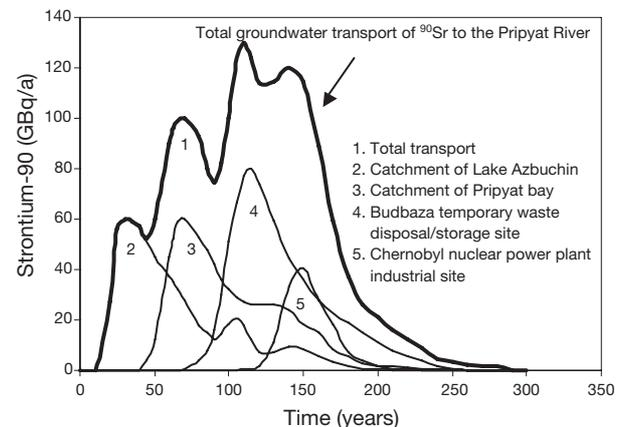 140
120
100
80
60
40
20
0
Strontium-90 (GBq/a)
Total groundwater transport of ⁹⁰Sr to the Pripyat River
1
2
3
4
5
1. Total transport
2. Catchment of Lake Azbuchin
3. Catchment of Pripyat bay
4. Budbaza temporary waste
disposal/storage site
5. Chernobyl nuclear power plant
industrial site
0 50 100 150 200 250 300 350
Time (years)